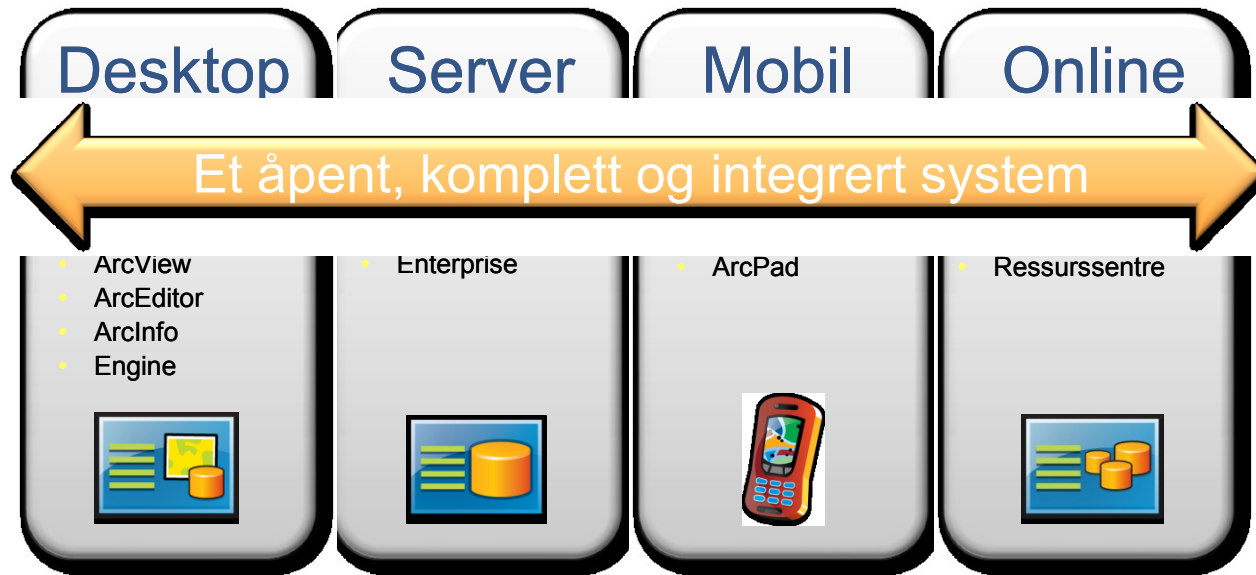 Desktop
Server
Mobil
Online
Et åpent, komplett og integrert system
• ArcView
• ArcEditor
• ArcInfo
• Engine
• Enterprise
• ArcPad
• Ressurssentre